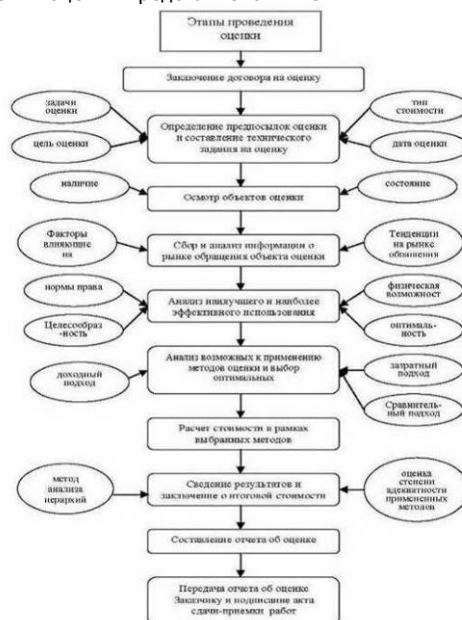 Этапы проведения
оценки
Заключение договора на оценку
задачи
оценки
тип
стоимости
Определение предпосылок оценки
и составление технического
задания на оценку
цель оценки
дата оценки
наличие
состояние
Осмотр объектов оценки
Факторы
влияющие
на
Сбор и анализ информации о
рынке обращения объекта оценки
Тенденции
на рынке
обращения
нормы права
физическая
возможност
Анализ наилучшего и наиболее
эффективного использования
Целесообраз
-ность
оптималь-
ность
Анализ возможных к применению
методов оценки и выбор
оптимальных
доходный
подход
затратный
подход
Сравнитель-
ный подход
Расчет стоимости в рамках
выбранных методов
метод
анализа
иерархий
Сведение результатов и
заключение о итоговой стоимости
оценка
степени
адекватности
примененных
методов
Составление отчета об оценке
Передача отчета об оценке
Заказчику и подписание акта
сдачи-приемки работ